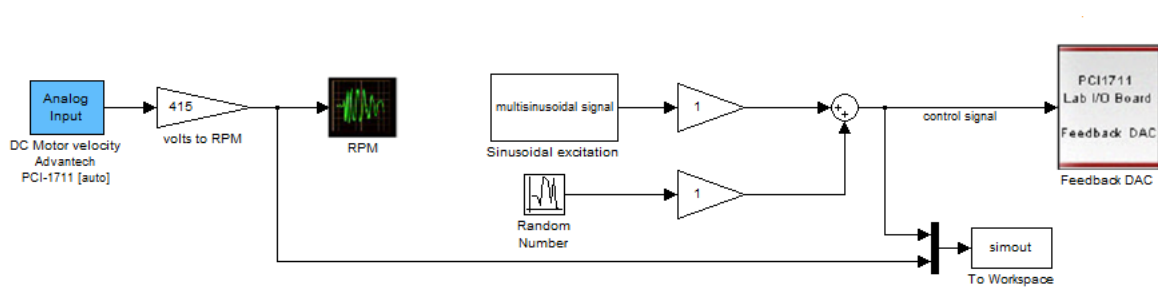 Analog
Input
DC Motor velocity
Advantech
PCI-1711 [auto]
415
volts to RPM
RPM
multisinusoidal signal
Sinusoidal excitation
1
Random
Number
1
control signal
PCI1711
Lab I/O Board
Feedback DAC
Feedback DAC
simout
To Workspace